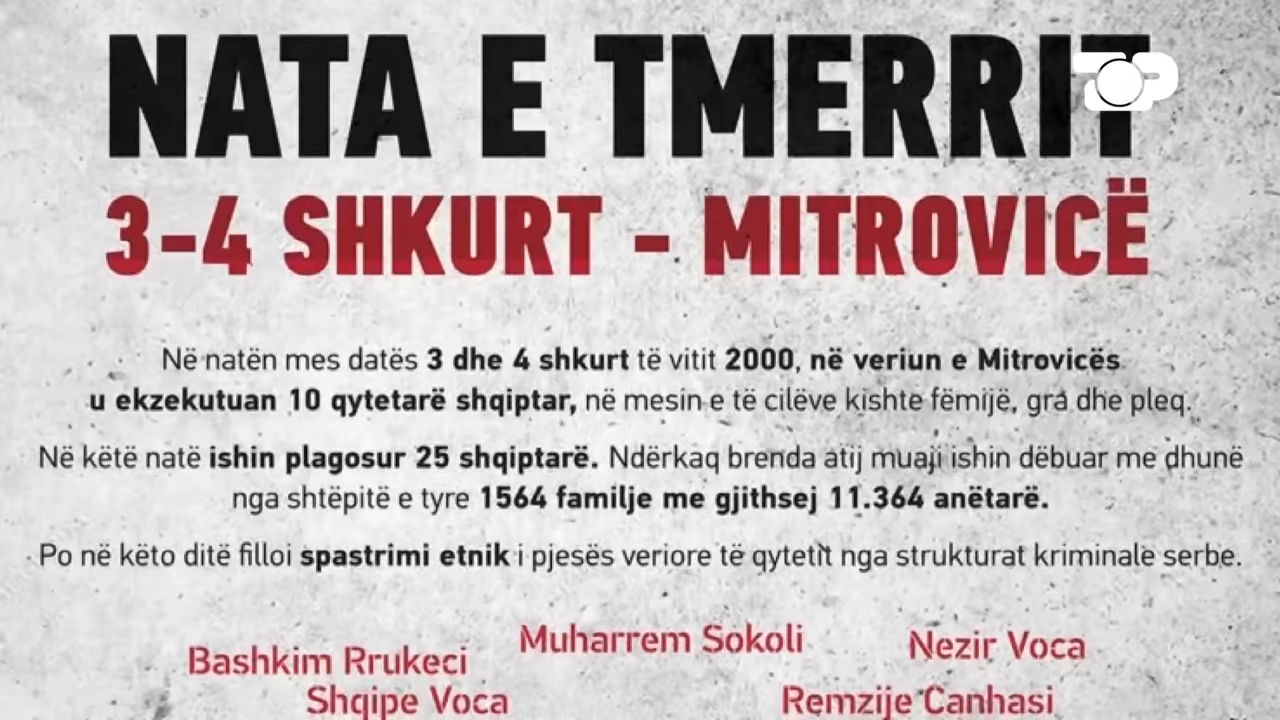 NATA E TMERRIT
TOP
3-4 SHKURT - MITROVICË
Në natën mes datës 3 dhe 4 shkurt të vitit 2000, në veriun e Mitrovicës
u ekzekutuan 10 qytetarë shqiptar, në mesin e të cilëve kishte fëmijë, gra dhe pleq.
Në këtë natë ishin plagosur 25 shqiptarë. Ndërkaq brenda atij muaji ishin dëbuar me dhunë
nga shtëpitë e tyre 1564 familje me gjithsej 11.364 anëtarë.
Po në këto ditë filloi spastrimi etnik i pjesës veriore të qytetit nga strukturat kriminale serbe.
Muharrem Sokoli
Nezir Voca
Bashkim Rrukeci
Shqipe Voca
Remzije Canhasi